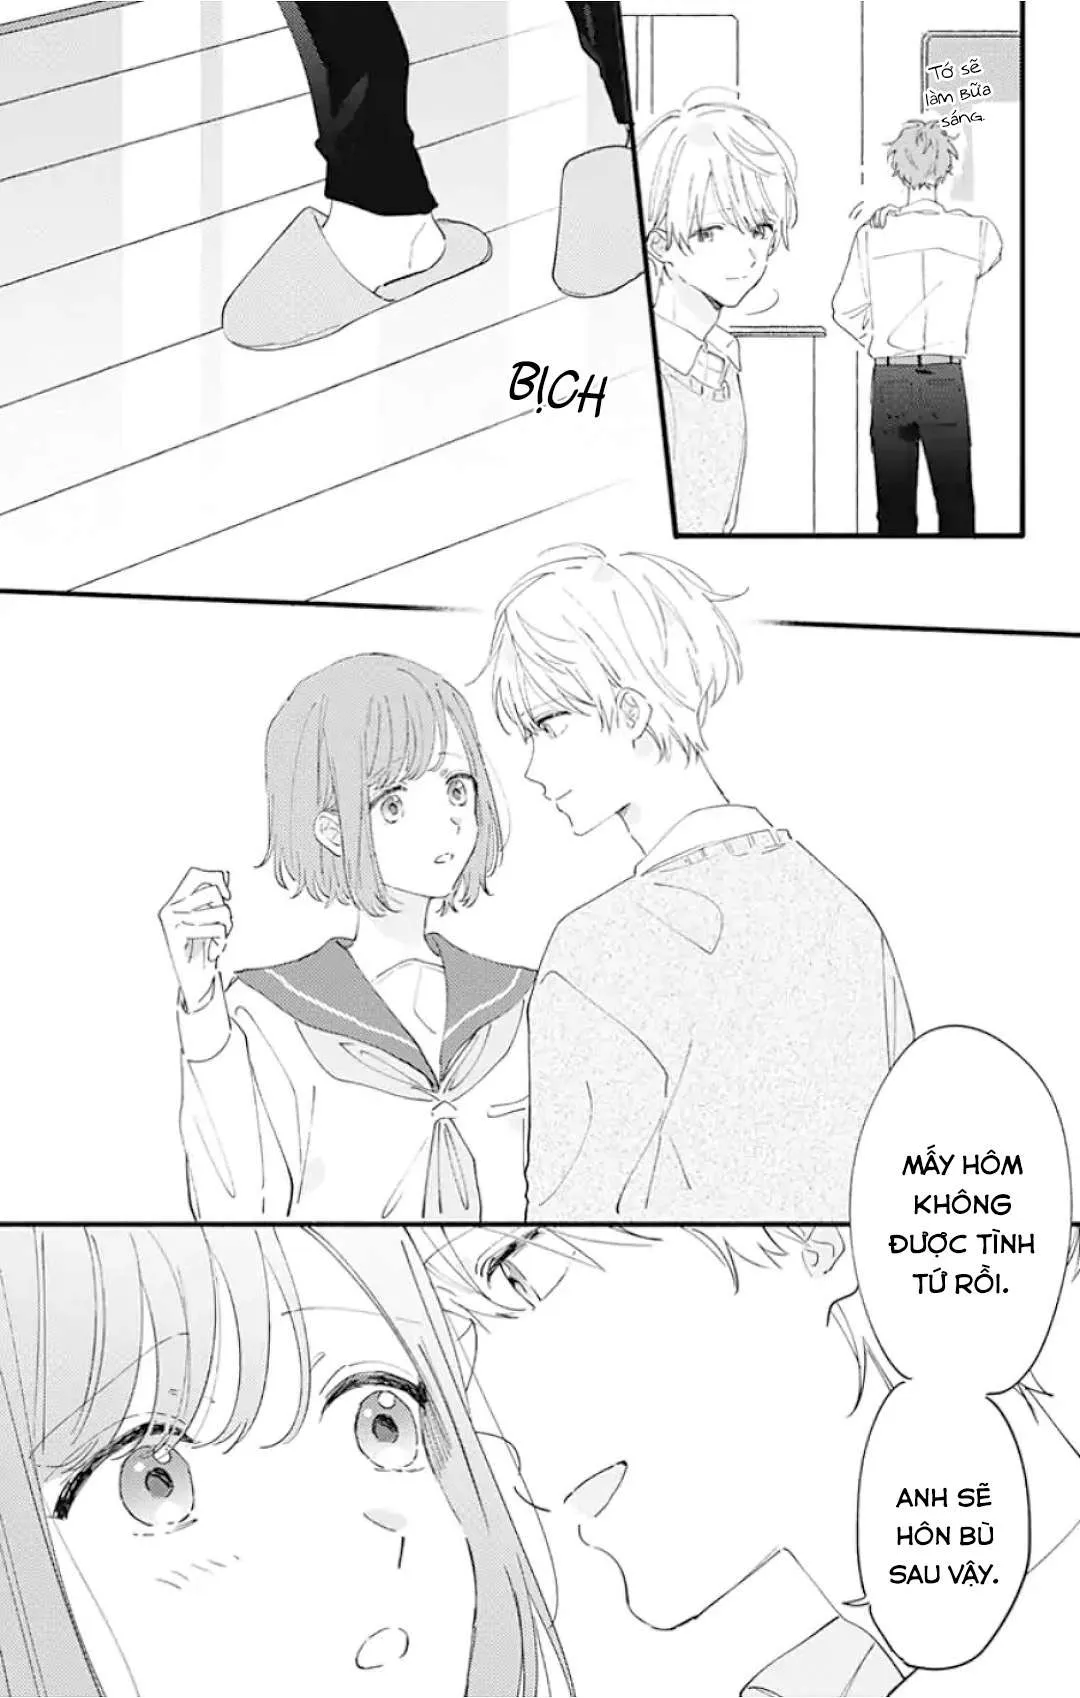 Tớ sẽ
làm bữa
sáng.
BỊCH
MẤY HÔM
KHÔNG
ĐƯỢC TÌNH
TỨ RỒI.
ANH SẼ
HÔN BÙ
SAU VẬY.